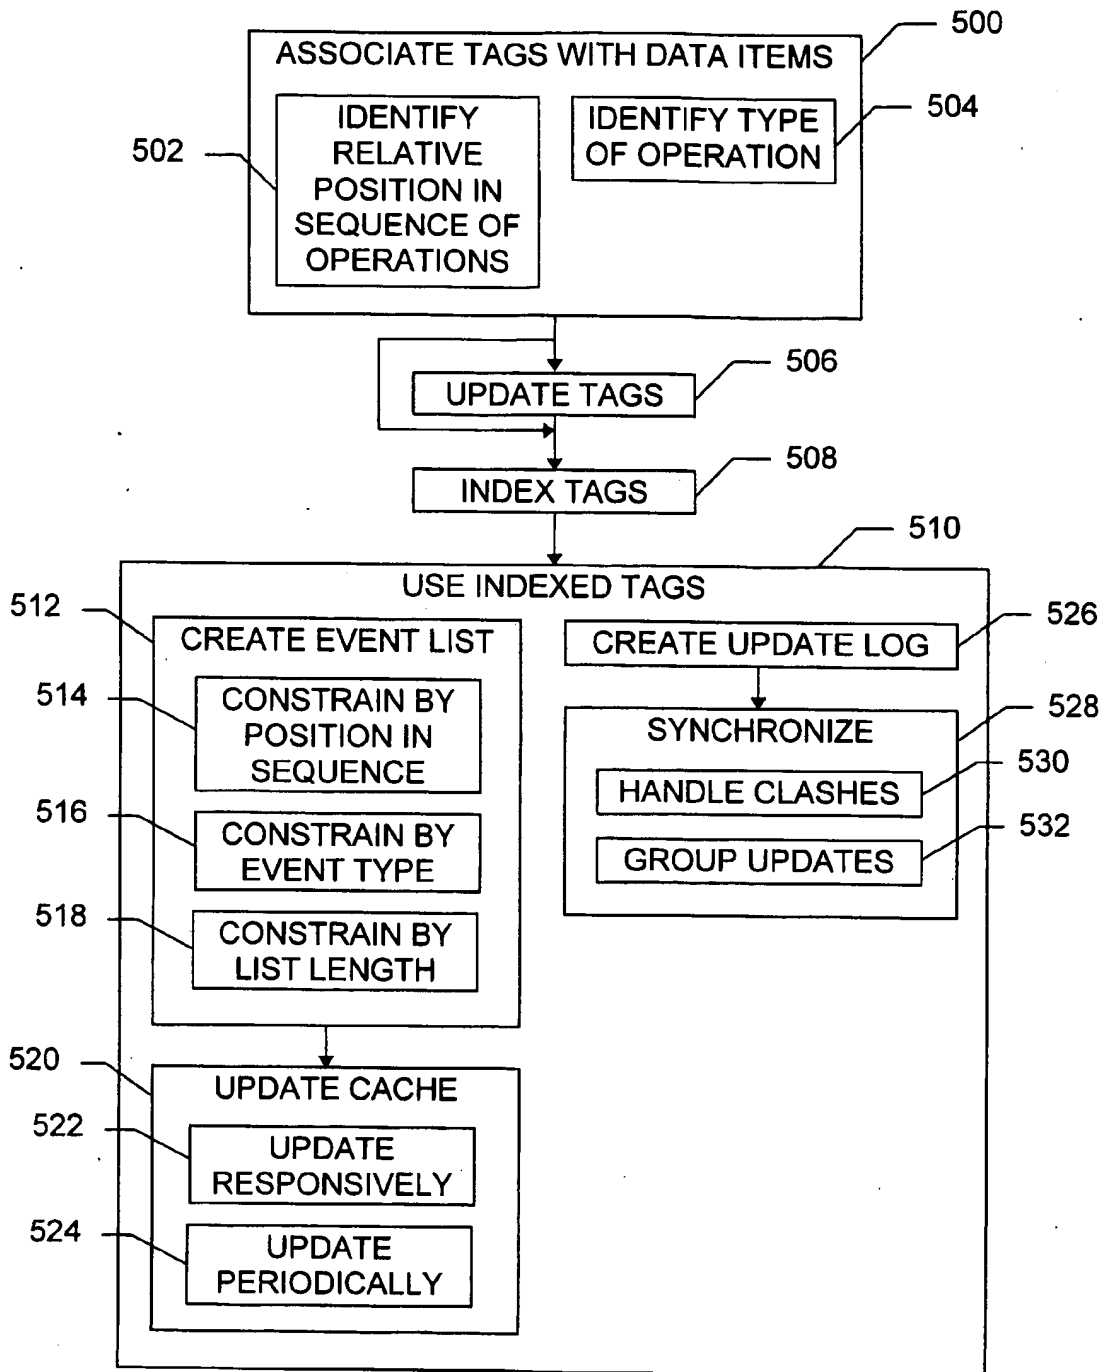 500
ASSOCIATE TAGS WITH DATA ITEMS
502
IDENTIFY
RELATIVE
POSITION IN
SEQUENCE OF
OPERATIONS
IDENTIFY TYPE
OF OPERATION
504
506
UPDATE TAGS
508
INDEX TAGS
510
USE INDEXED TAGS
512
CREATE EVENT LIST
514
CONSTRAIN BY
POSITION IN
SEQUENCE
516
CONSTRAIN BY
EVENT TYPE
518
CONSTRAIN BY
LIST LENGTH
520
UPDATE CACHE
522
UPDATE
RESPONSIVELY
524
UPDATE
PERIODICALLY
526
CREATE UPDATE LOG
528
SYNCHRONIZE
530
HANDLE CLASHES
532
GROUP UPDATES